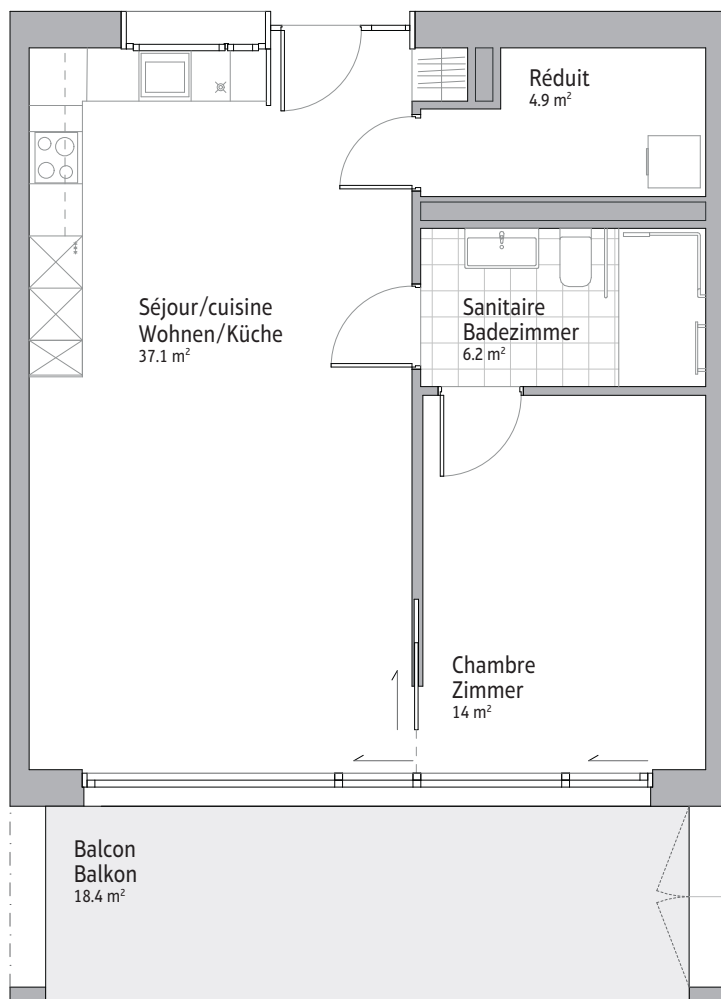 Réduit
4.9 m²
Séjour/cuisine
Wohnen/Küche
37.1 m²
Sanitaire
Badezimmer
6.2 m²
Chambre
Zimmer
14 m²
Balcon
Balkon
18.4 m²